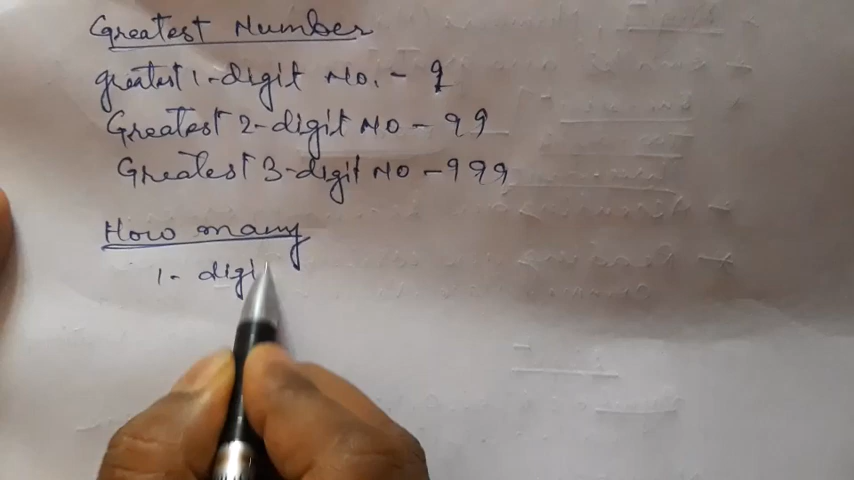 Greatest Number
greatest 1-digit No. - 9
Greatest 2-digit NO - 99
Greatest 3-digit NO - 999
How many
1- digi